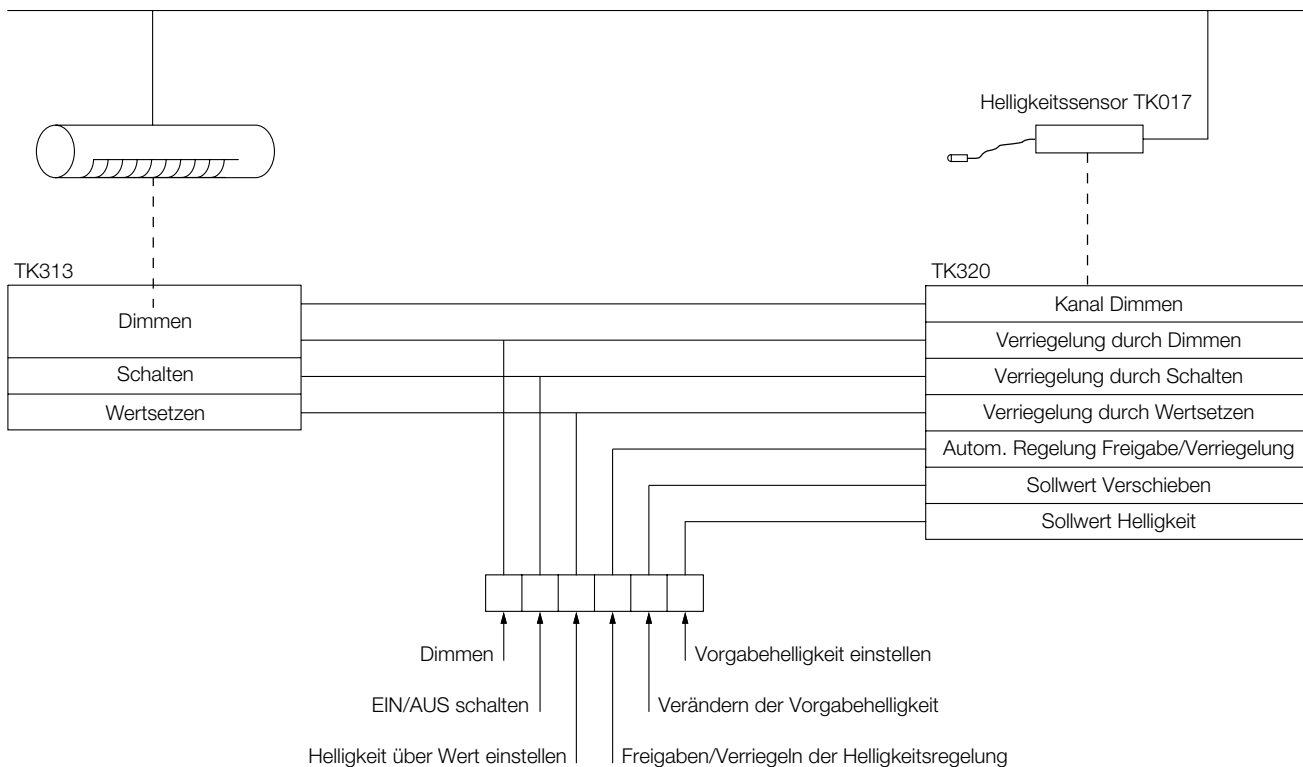 Helligkeitssensor TK017
TK313
TK320
Dimmen
Schalten
Wertsetzen
Kanal Dimmen
Verriegelung durch Dimmen
Verriegelung durch Schalten
Verriegelung durch Wertsetzen
Autom. Regelung Freigabe/Verriegelung
Sollwert Verschieben
Sollwert Helligkeit
Dimmen
Vorgabehelligkeit einstellen
EIN/AUS schalten
Verändern der Vorgabehelligkeit
Helligkeit über Wert einstellen
Freigaben/Verriegeln der Helligkeitsregelung